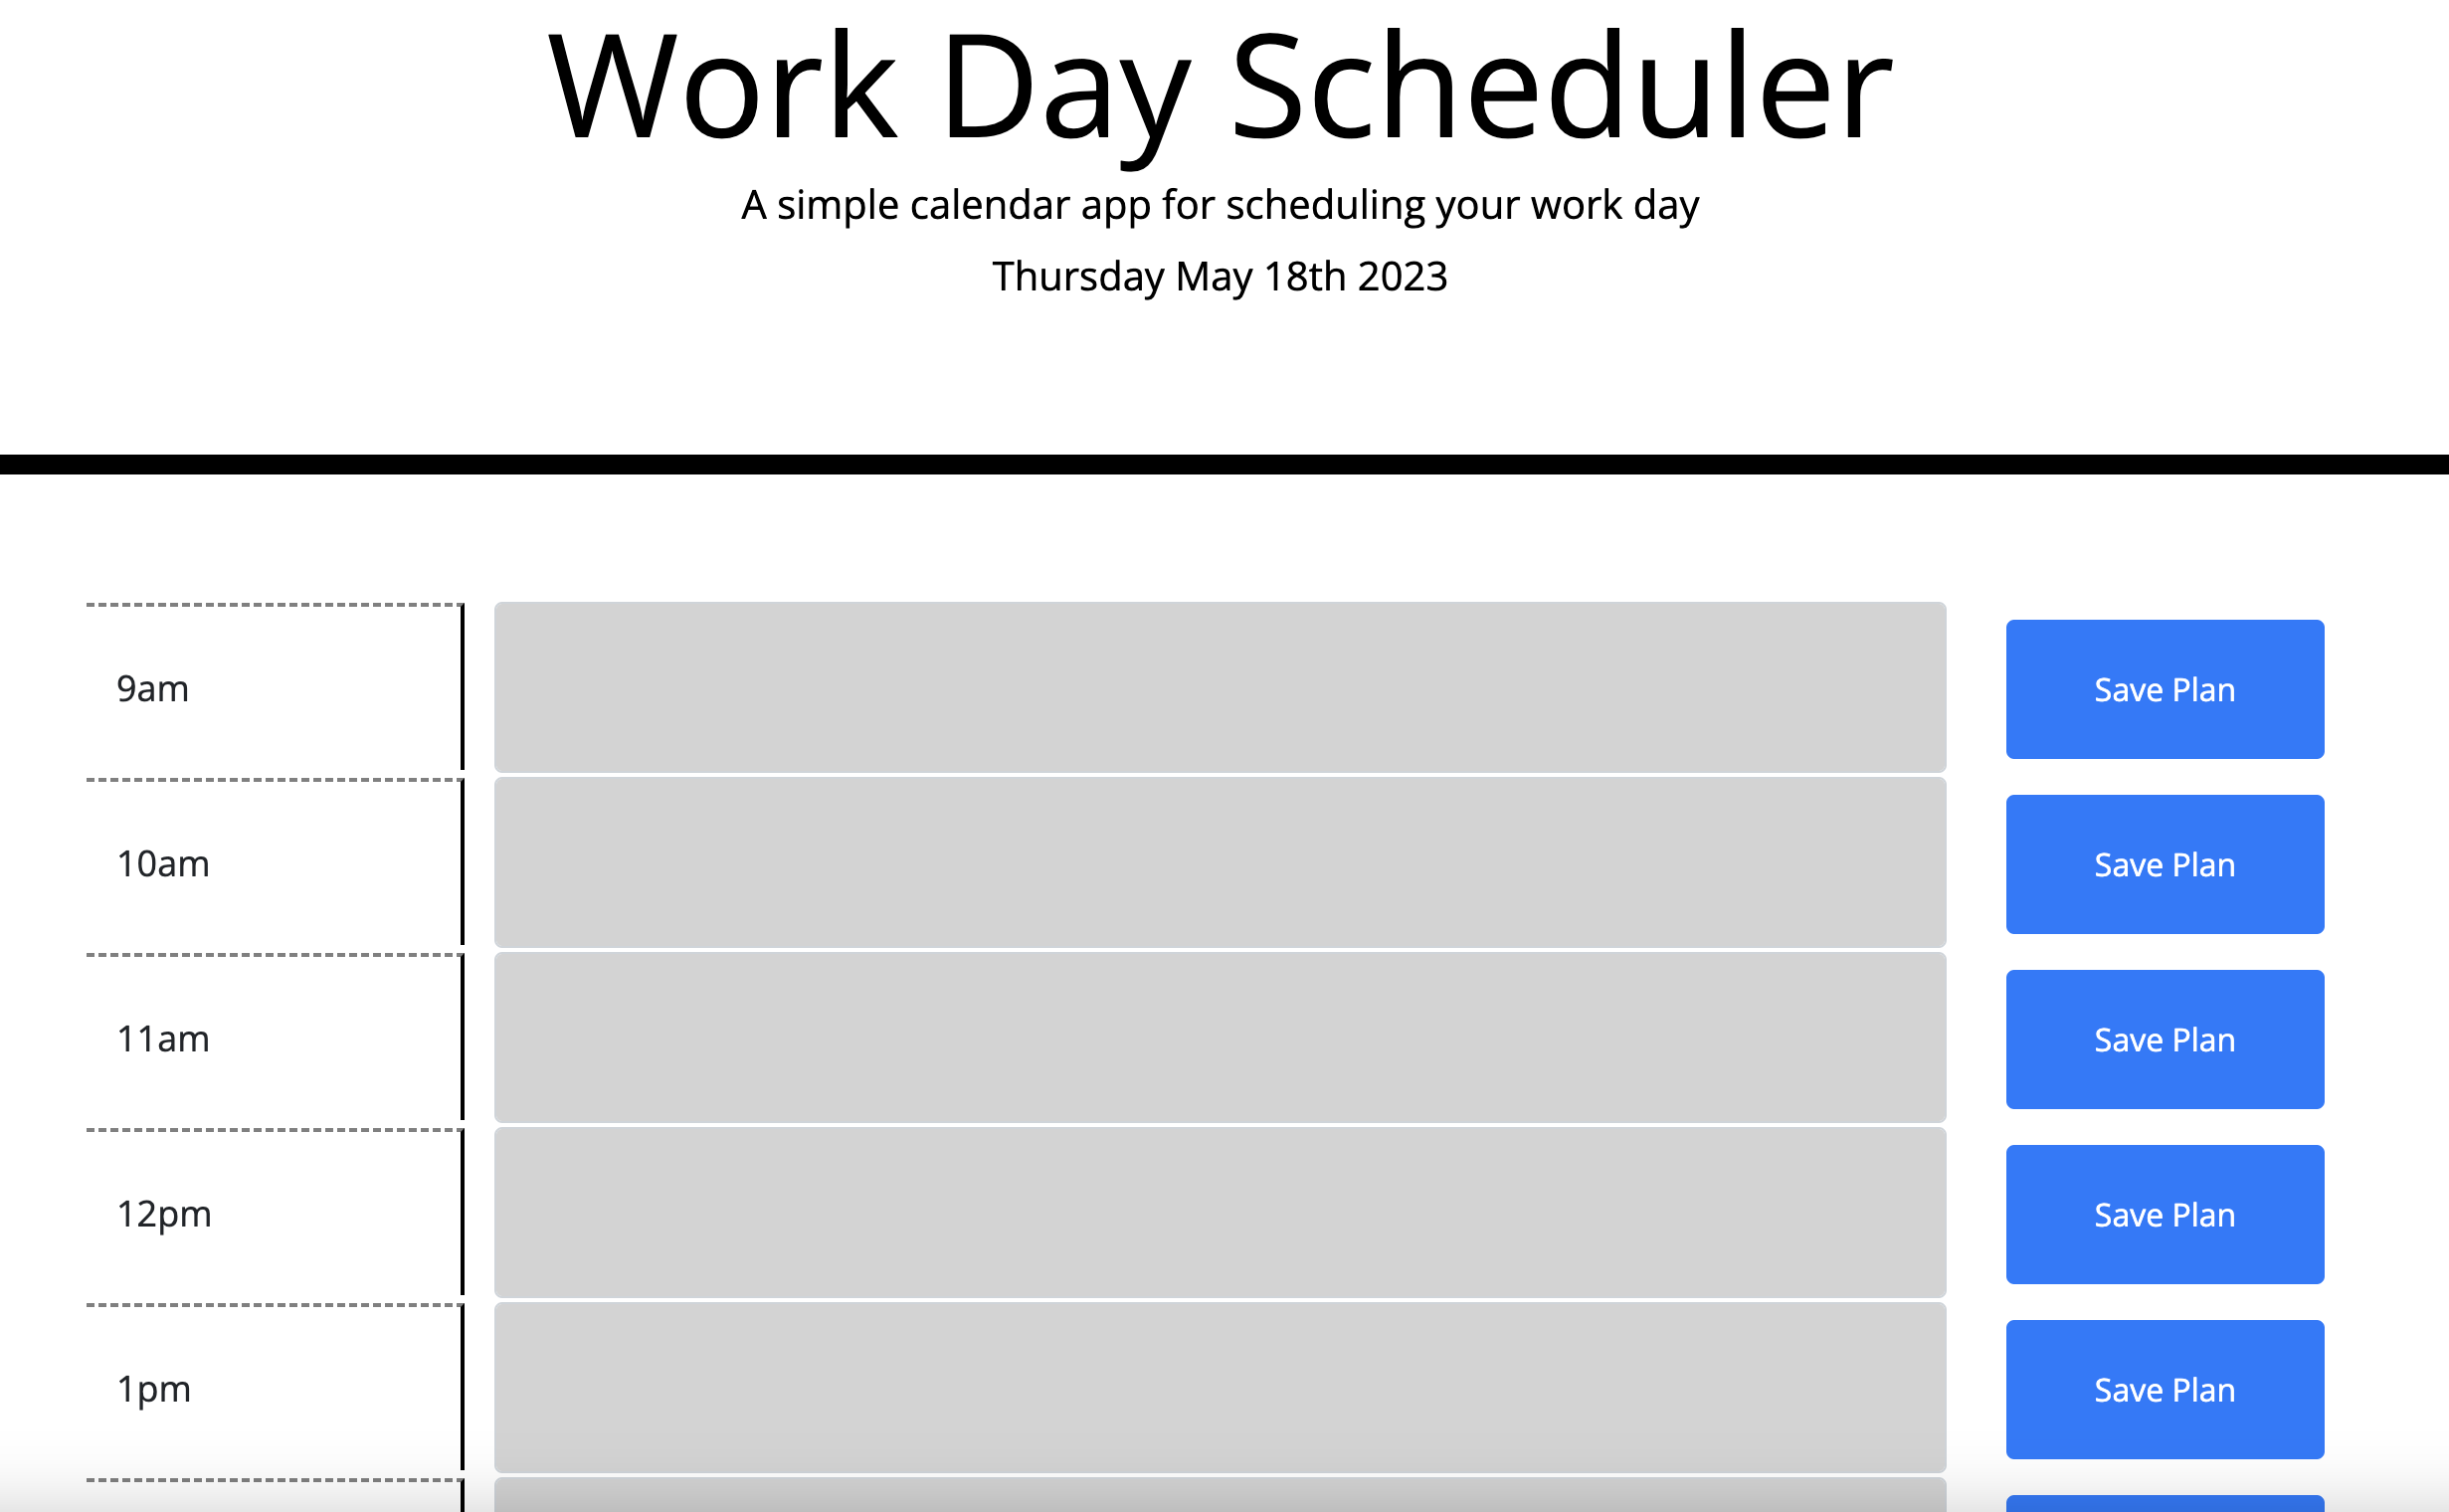 Work Day Scheduler
A simple calendar app for scheduling your work day
Thursday May 18th 2023
9am
Save Plan
10am
Save Plan
11am
Save Plan
12pm
Save Plan
1pm
Save Plan